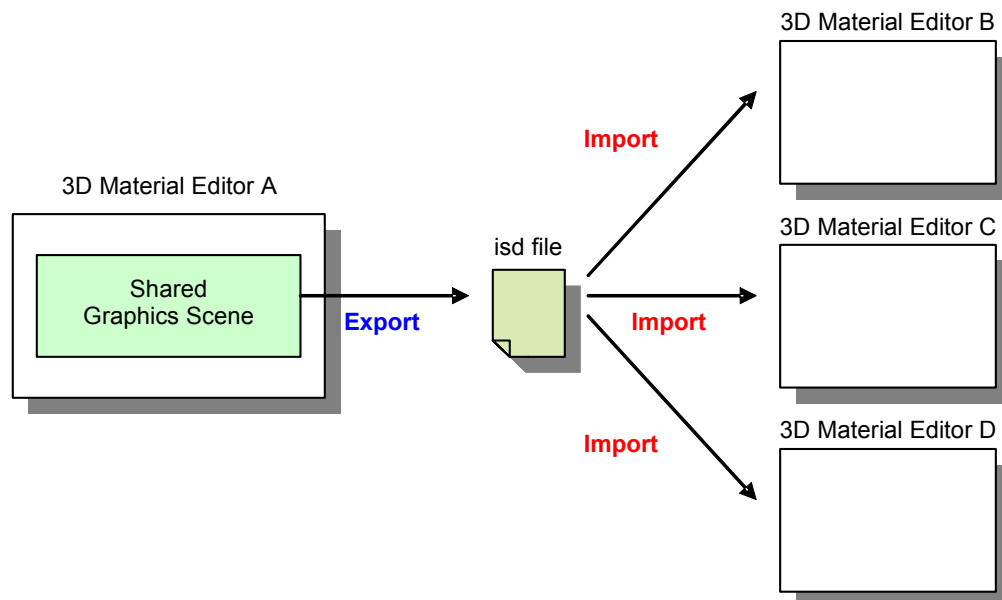 3D Material Editor A
Shared
Graphics Scene
Export
isd file
Import
Import
Import
3D Material Editor B
3D Material Editor C
3D Material Editor D